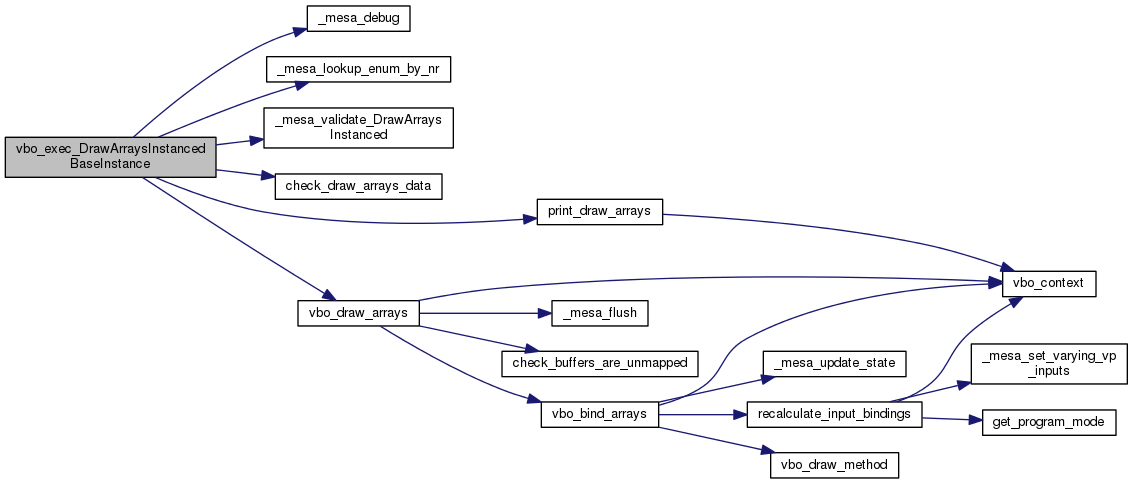 _mesa_debug
_mesa_lookup_enum_by_nr
_mesa_validate_DrawArrays
Instanced
vbo_exec_DrawArraysInstanced
BaseInstance
check_draw_arrays_data
print_draw_arrays
vbo_context
vbo_draw_arrays
_mesa_flush
check_buffers_are_unmapped
_mesa_update_state
_mesa_set_varying_vp
_inputs
vbo_bind_arrays
recalculate_input_bindings
get_program_mode
vbo_draw_method